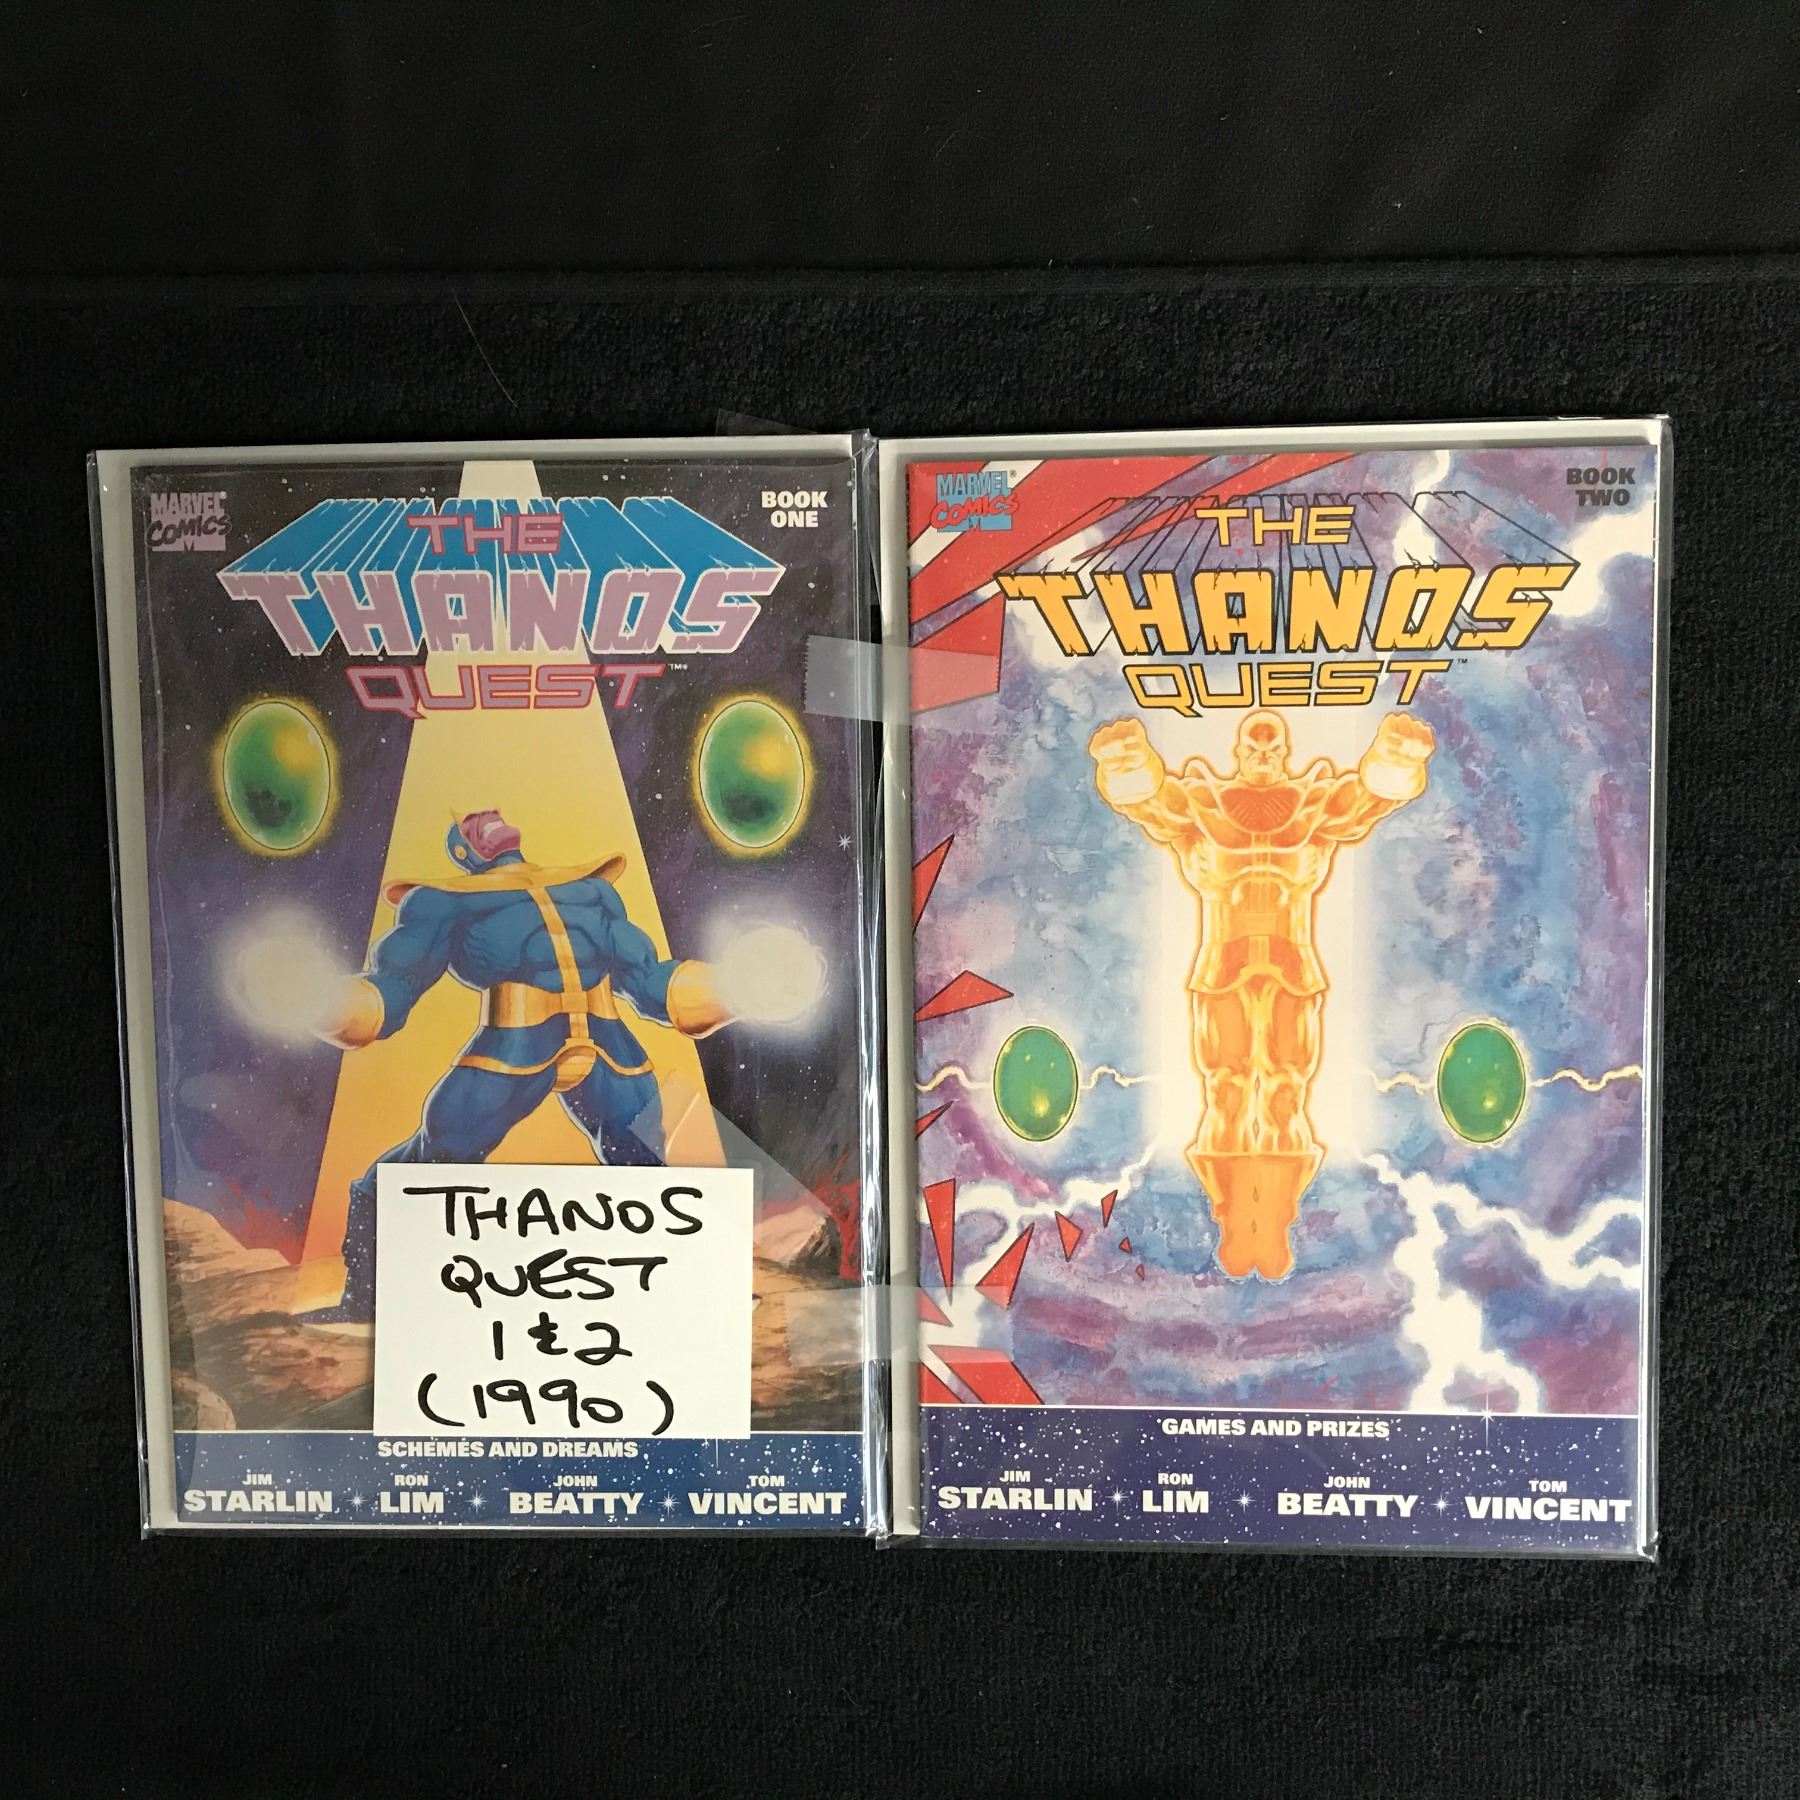 MARVEL®
COMICS
BOOK
ONE
THE
THANOS
QUEST™
THANOS
QUEST
1 & 2
(1990)
SCHEMES AND DREAMS
JIM STARLIN * RON LIM * JOHN BEATTY * TOM VINCENT
MARVEL®
COMICS
BOOK
TWO
THE
THANOS
QUEST™
GAMES AND PRIZES
JIM STARLIN * RON LIM * JOHN BEATTY * TOM VINCENT